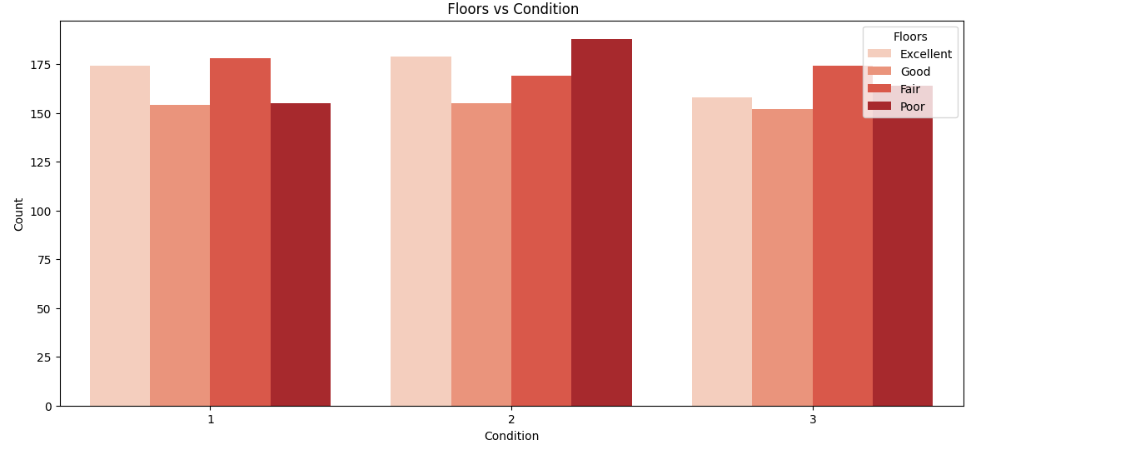 Floors vs Condition
Floors
Excellent
Good
Fair
Poor
Count
175
150
125
100
75
50
25
0
1
2
3
Condition